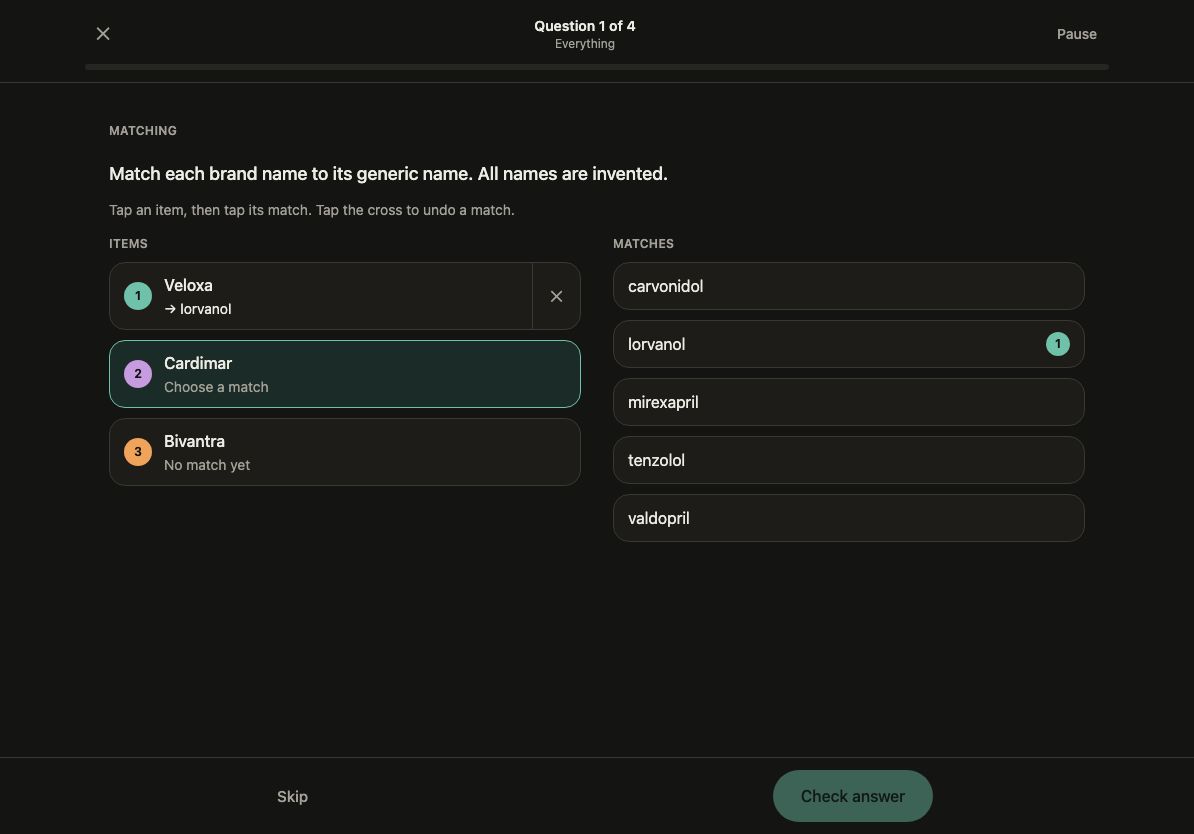 Question 1 of 4
Everything
Pause
MATCHING
Match each brand name to its generic name. All names are invented.
Tap an item, then tap its match. Tap the cross to undo a match.
ITEMS
1
Veloxa
→ lorvanol
2
Cardimar
Choose a match
3
Bivantra
No match yet
MATCHES
carvonidol
lorvanol 1
mirexapril
tenzolol
valdopril
Skip
Check answer